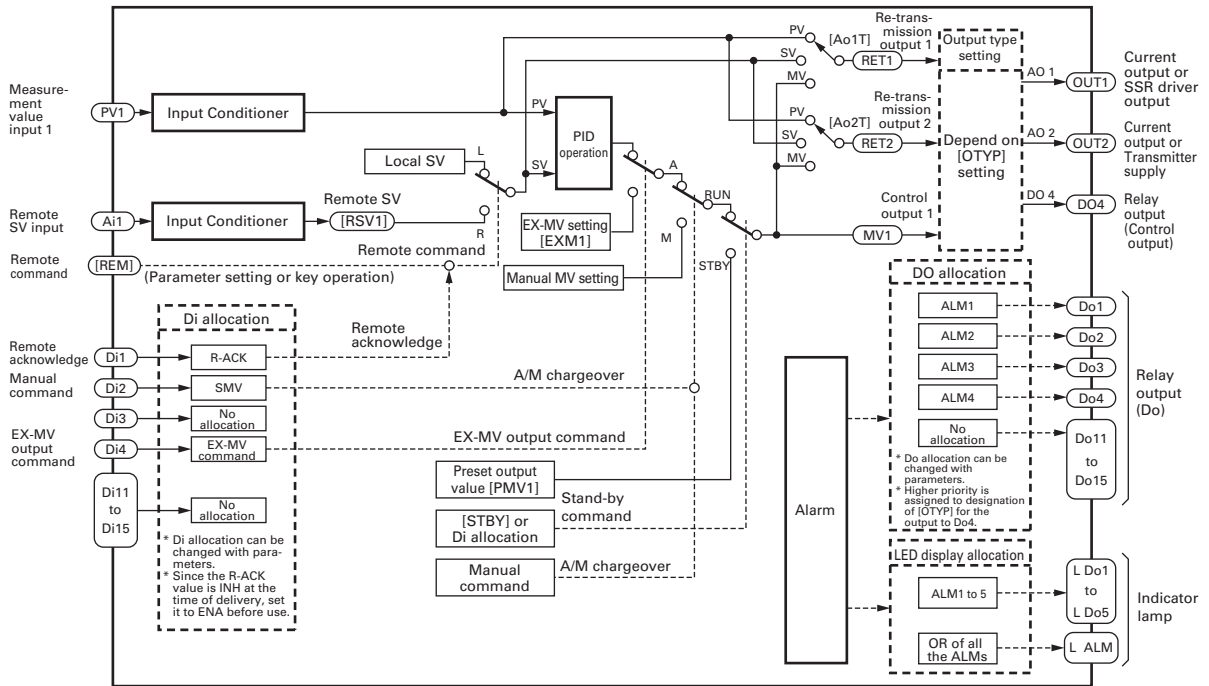 Measure-
ment
value
input 1
PV1
Input Conditioner
Remote
SV input
Ai1
Input Conditioner
Remote SV
[RSV1]
Remote
command
[REM]
(Parameter setting or key operation)
Remote command
Local SV
L
R
PV
SV
PID
operation
EX-MV setting
[EXM1]
Manual MV setting
A
M
RUN
STBY
PV
SV
MV
[Ao1T]
Re-trans-
mission
output 1
RET1
PV
SV
MV
[Ao2T]
Re-trans-
mission
output 2
RET2
Control
output 1
MV1
Output type
setting
Depend on
[OTYP]
setting
AO 1
OUT1
Current
output or
SSR driver
output
AO 2
OUT2
Current
output or
Transmitter
supply
DO 4
DO4
Relay
output
(Control
output)
Di allocation
Remote
acknowledge
Di1
R-ACK
Remote
acknowledge
Manual
command
Di2
SMV
A/M chargeover
Di3
No
allocation
EX-MV
output
command
Di4
EX-MV
command
EX-MV output command
Di11
to
Di15
No
allocation
* Di allocation can be
changed with para-
meters.
* Since the R-ACK
value is INH at the
time of delivery, set
it to ENA before use.
Preset output
value [PMV1]
[STBY] or
Di allocation
Stand-by
command
Manual
command
A/M chargeover
Alarm
DO allocation
ALM1
Do1
ALM2
Do2
ALM3
Do3
ALM4
Do4
No
allocation
Do11
to
Do15
Relay
output
(Do)
* Do allocation can be
changed with
parameters.
* Higher priority is
assigned to designation
of [OTYP] for the
output to Do4.
LED display allocation
ALM1 to 5
L Do1
to
L Do5
OR of all
the ALMs
L ALM
Indicator
lamp